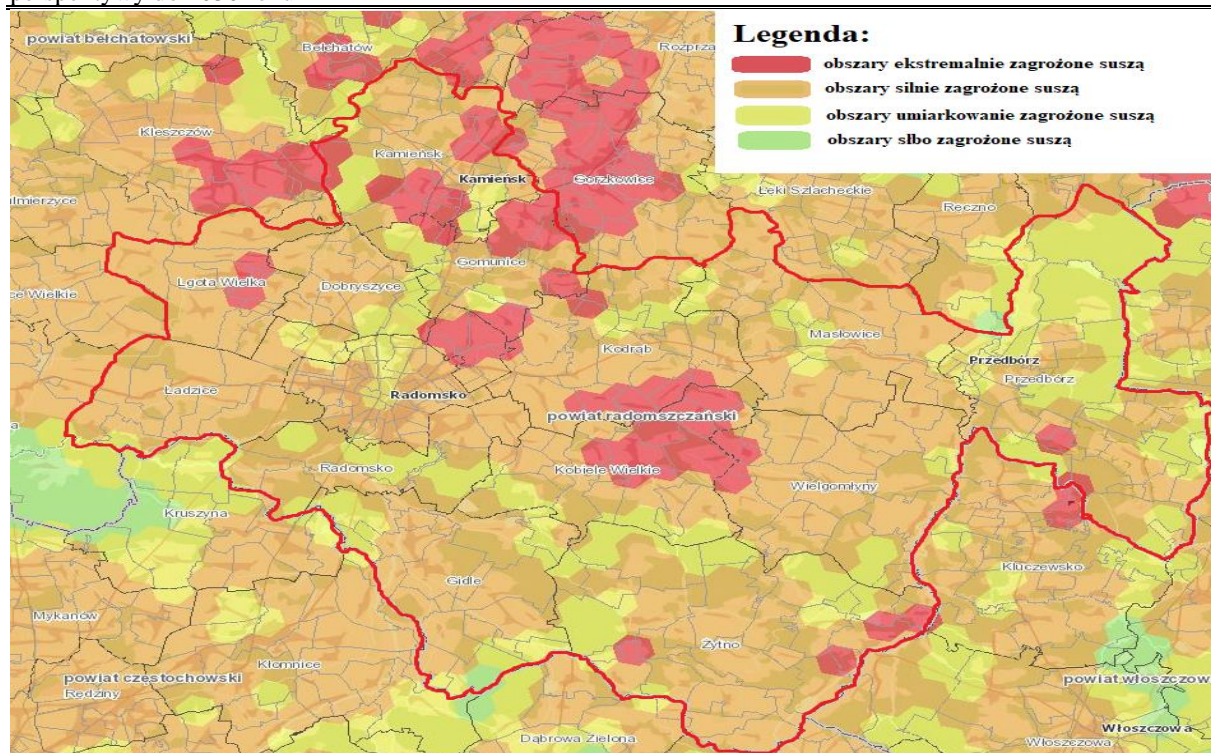 powiat bełchatowski
Bełchatów
Rozprza
Legenda:
obszary ekstremalnie zagrożone suszą
obszary silnie zagrożone suszą
obszary umiarkowanie zagrożone suszą
obszary słbo zagrożone suszą
Kleszczów
Kamieńsk
Kamieńsk
Gorzkowice
Łęki Szlacheckie
Ręczno
Gomunice
Lgota Wielka
Dobryszyce
Masłowice
Kodrąb
Przedbórz
Przedbórz
Ładzice
Radomsko
powiat radomszczański
Radomsko
Kobiele Wielkie
Wielgomłyny
Kruszyna
Kluczewsko
Gidle
Mykanów
Żytno
Kłomnice
powiat częstochowski
Rędziny
powiat włoszczow
Włoszczowa
Dąbrowa Zielona
Włoszczowa